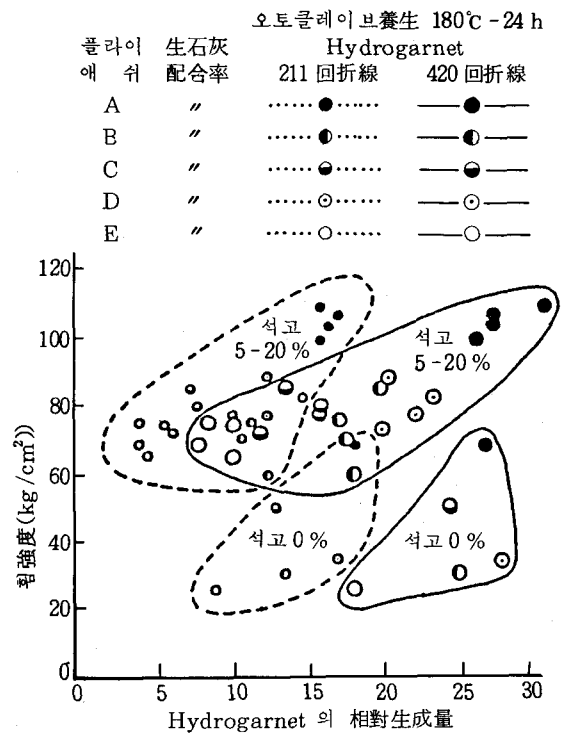 오토클레이브養生 180℃-24 h
플라이 生石灰 Hydrogarnet
애 쉬 配合率 211 回折線 420 回折線
A 〃
B 〃
C 〃
D 〃
E 〃
120
100
80
60
40
20
0
휨強度(kg/cm²))
석고
5-20 %
석고
5-20 %
석고 0 %
석고 0 %
0 5 10 15 20 25 30
Hydrogarnet 의 相對生成量